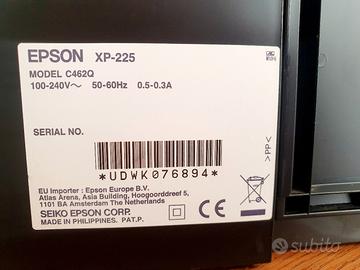 EPSON XP-225
MODEL C462Q
100-240V~ 50-60Hz 0.5-0.3A
SERIAL NO.
*UDWK076894*
EU Importer : Epson Europe B.V.
Atlas Arena, Asia Building, Hoogoorddreef 5,
1101 BA Amsterdam The Netherlands
SEIKO EPSON CORP.
MADE IN PHILIPPINES. PAT.P.
CE
>PP<
subito